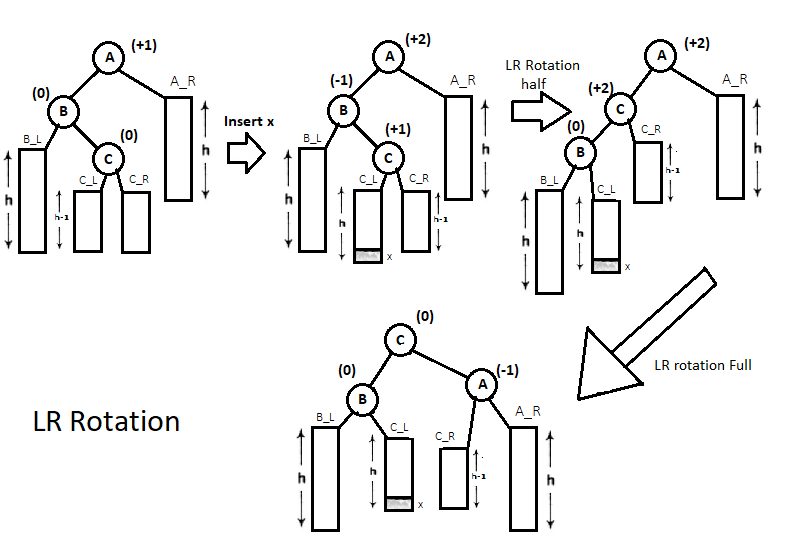 (+1)
A
A_R
(0)
B
(0)
B_L
C
C_L
C_R
h
h
h-1
Insert x
(+2)
A
A_R
(-1)
B
(+1)
B_L
C
C_L
C_R
h
h
h
h-1
x
LR Rotation
half
(+2)
A
A_R
(+2)
C
(0)
C_R
B
B_L
C_L
h
h-1
h
h
x
LR rotation Full
(0)
C
(0)
B
(-1)
A
B_L
C_L
C_R
A_R
h
h
h-1
h
x
LR Rotation